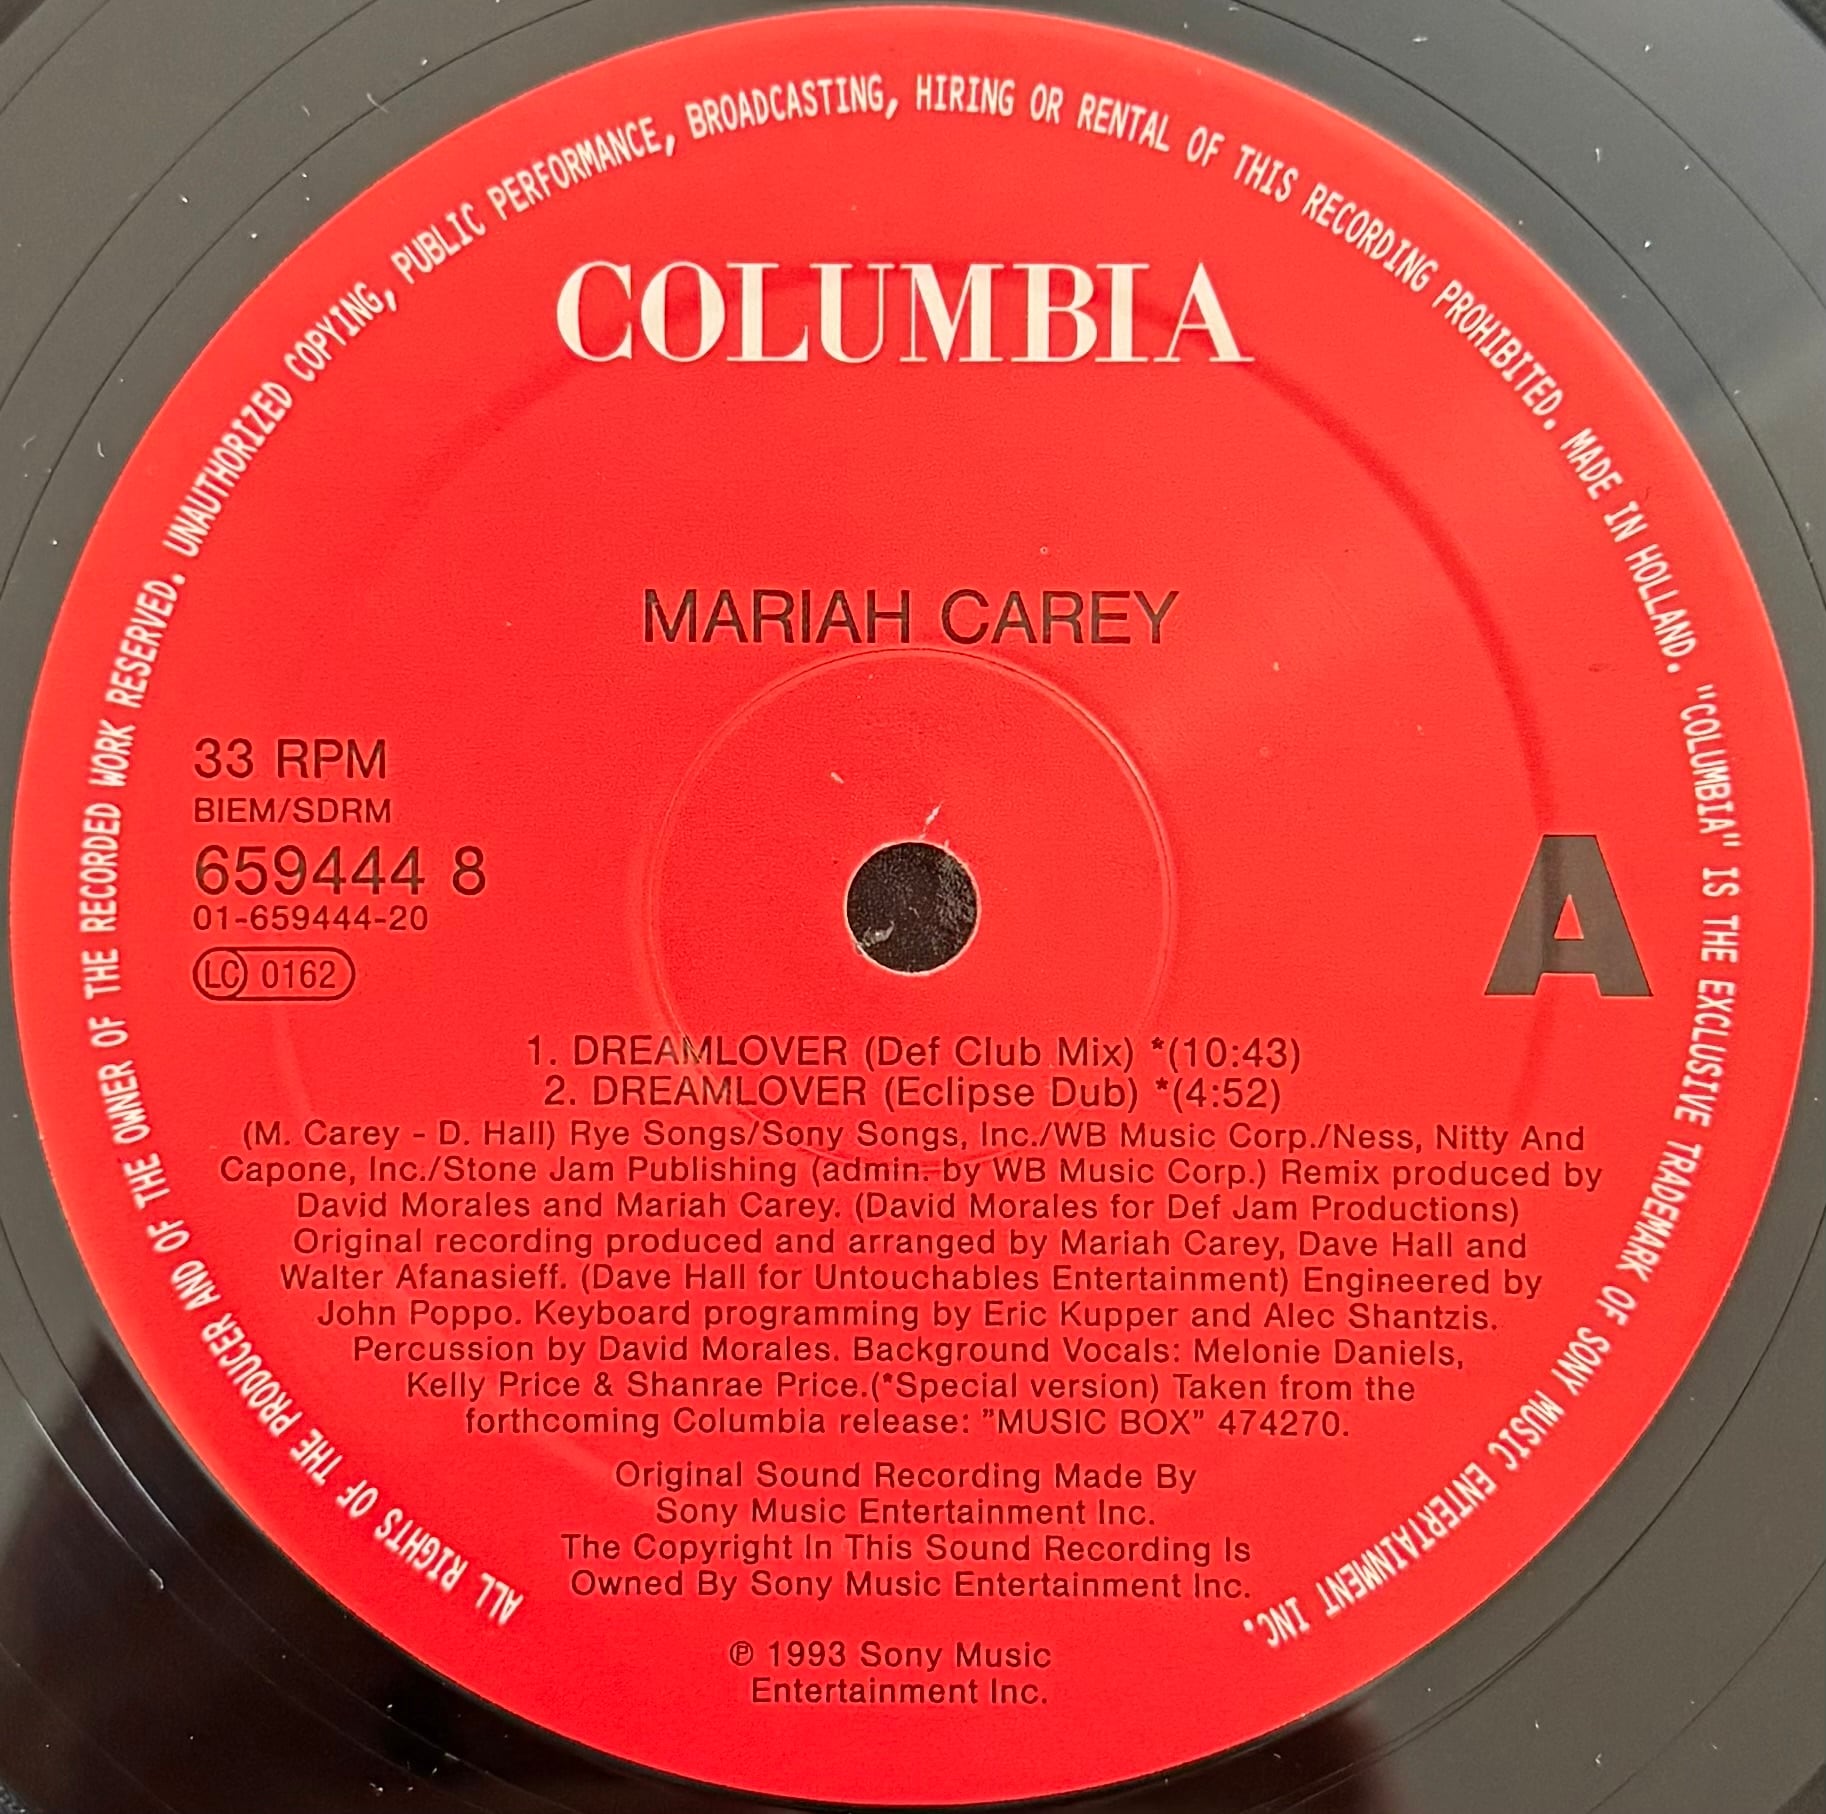 ALL RIGHTS OF THE PRODUCER AND OF THE OWNER OF THE RECORDED WORK RESERVED. UNAUTHORIZED COPYING, PUBLIC PERFORMANCE, BROADCASTING, HIRING OR RENTAL OF THIS RECORDING PROHIBITED. MADE IN HOLLAND. "COLUMBIA" IS THE EXCLUSIVE TRADEMARK OF SONY MUSIC ENTERTAINMENT INC.
COLUMBIA
MARIAH CAREY
33 RPM
BIEM/SDRM
659444 8
01-659444-20
LC 0162
A
1. DREAMLOVER (Def Club Mix) *(10:43)
2. DREAMLOVER (Eclipse Dub) *(4:52)
(M. Carey - D. Hall) Rye Songs/Sony Songs, Inc./WB Music Corp./Ness, Nitty And
Capone, Inc./Stone Jam Publishing (admin. by WB Music Corp.) Remix produced by
David Morales and Mariah Carey. (David Morales for Def Jam Productions)
Original recording produced and arranged by Mariah Carey, Dave Hall and
Walter Afanasieff. (Dave Hall for Untouchables Entertainment) Engineered by
John Poppo. Keyboard programming by Eric Kupper and Alec Shantzis.
Percussion by David Morales. Background Vocals: Melonie Daniels,
Kelly Price & Shanrae Price.(*Special version) Taken from the
forthcoming Columbia release: ”MUSIC BOX” 474270.
Original Sound Recording Made By
Sony Music Entertainment Inc.
The Copyright In This Sound Recording Is
Owned By Sony Music Entertainment Inc.
℗ 1993 Sony Music
Entertainment Inc.